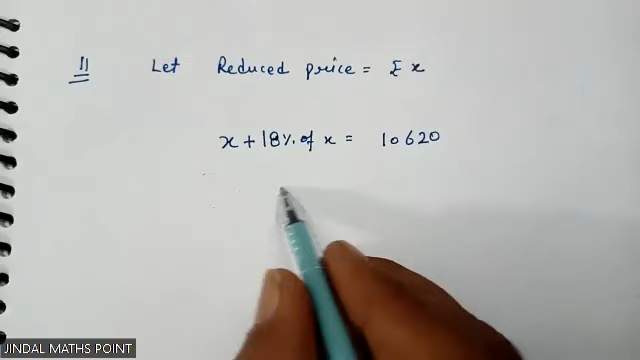 11 Let Reduced price = ₹ x
x + 18% of x = 10620
JINDAL MATHS POINT